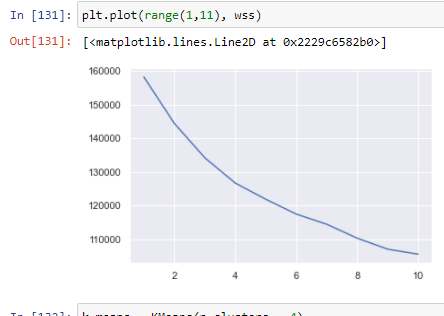 In [131]: plt.plot(range(1,11), wss)
Out[131]: [<matplotlib.lines.Line2D at 0x2229c6582b0>]
160000
150000
140000
130000
120000
110000
2 4 6 8 10